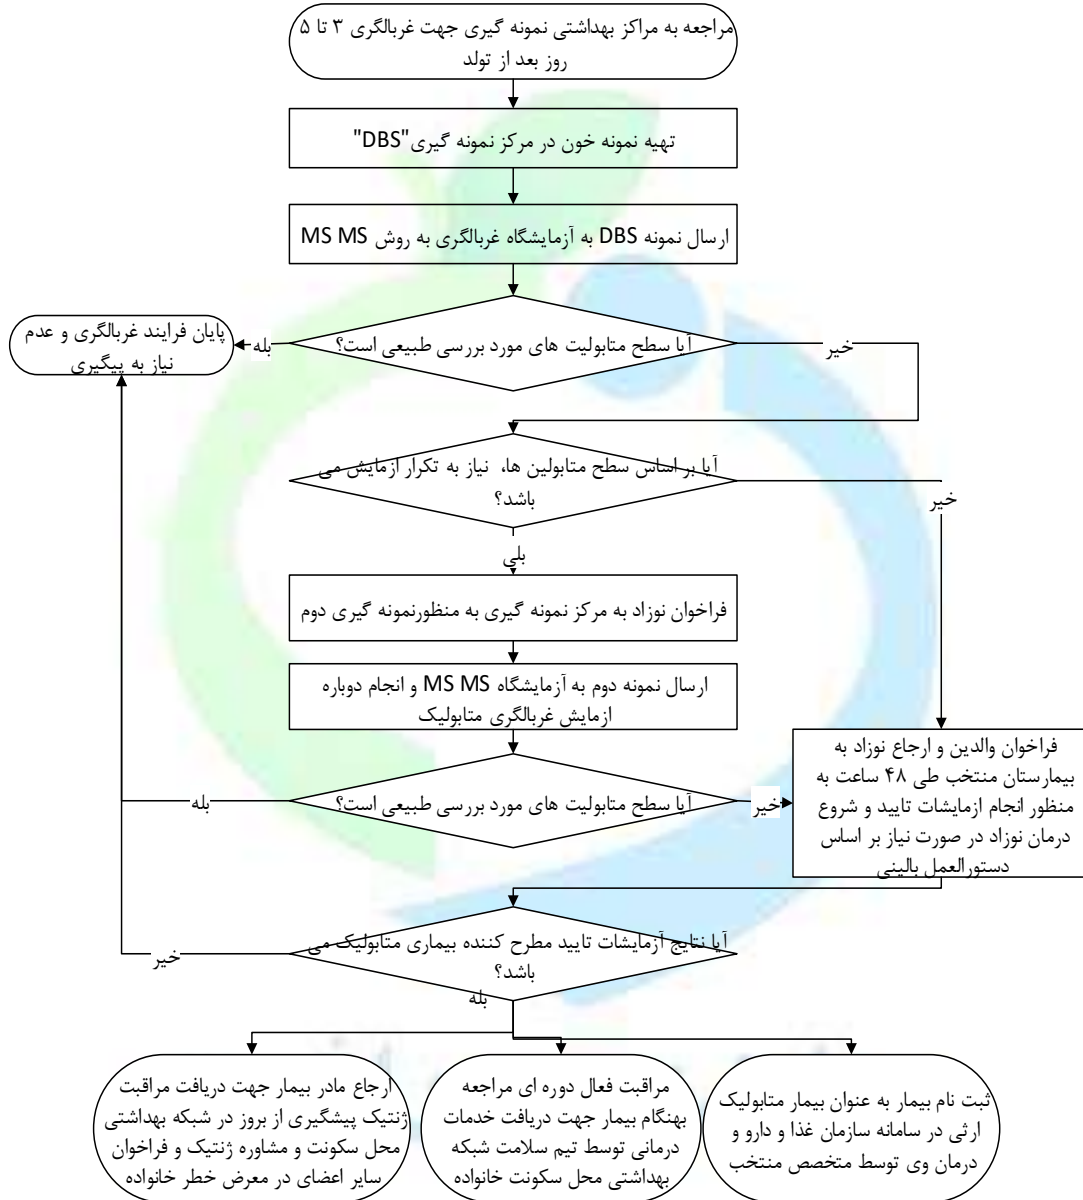 مراجعه به مراکز بهداشتی نمونه گیری جهت غربالگری ۳ تا ۵
روز بعد از تولد
تهیه نمونه خون در مرکز نمونه گیری"DBS"
ارسال نمونه DBS به آزمایشگاه غربالگری به روش MS MS
آیا سطح متابولیت های مورد بررسی طبیعی است؟
خیر
بله
پایان فرایند غربالگری و عدم
نیاز به پیگیری
آیا بر اساس سطح متابولین ها، نیاز به تکرار ازمایش می
باشد؟
خیر
بلی
فراخوان نوزاد به مرکز نمونه گیری به منظورنمونه گیری دوم
ارسال نمونه دوم به آزمایشگاه MS MS و انجام دوباره
ازمایش غربالگری متابولیک
آیا سطح متابولیت های مورد بررسی طبیعی است؟
خیر
بله
فراخوان والدین و ارجاع نوزاد به
بیمارستان منتخب طی ۴۸ ساعت به
منظور انجام ازمایشات تایید و شروع
درمان نوزاد در صورت نیاز بر اساس
دستورالعمل بالینی
آیا نتایج آزمایشات تایید مطرح کننده بیماری متابولیک می
باشد؟
خیر
بله
ثبت نام بیمار به عنوان بیمار متابولیک
ارثی در سامانه سازمان غذا و دارو و
درمان وی توسط متخصص منتخب
مراقبت فعال دوره ای مراجعه
بهنگام بیمار جهت دریافت خدمات
درمانی توسط تیم سلامت شبکه
بهداشتی محل سکونت خانواده
ارجاع مادر بیمار جهت دریافت مراقبت
ژنتیک پیشگیری از بروز در شبکه بهداشتی
محل سکونت و مشاوره ژنتیک و فراخوان
سایر اعضای در معرض خطر خانواده